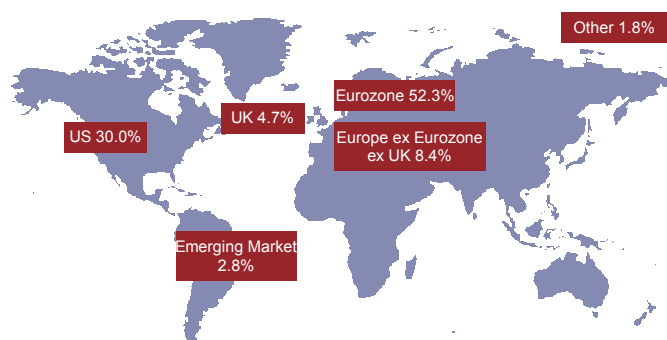 Other 1.8%
Eurozone 52.3%
UK 4.7%
US 30.0%
Europe ex Eurozone
ex UK 8.4%
Emerging Market
2.8%